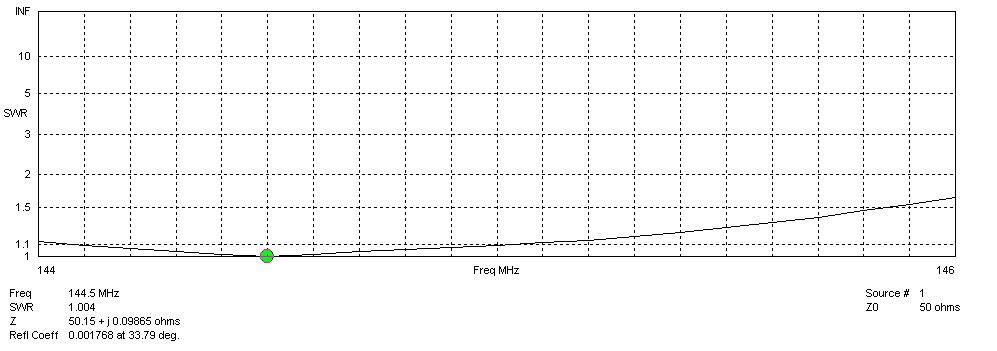 INF
10
5
SWR
3
2
1.5
1.1
1
144 Freq MHz 146
Freq 144.5 MHz Source # 1
SWR 1.004 Z0 50 ohms
Z 50.15 + j 0.09865 ohms
Refl Coeff 0.001768 at 33.79 deg.